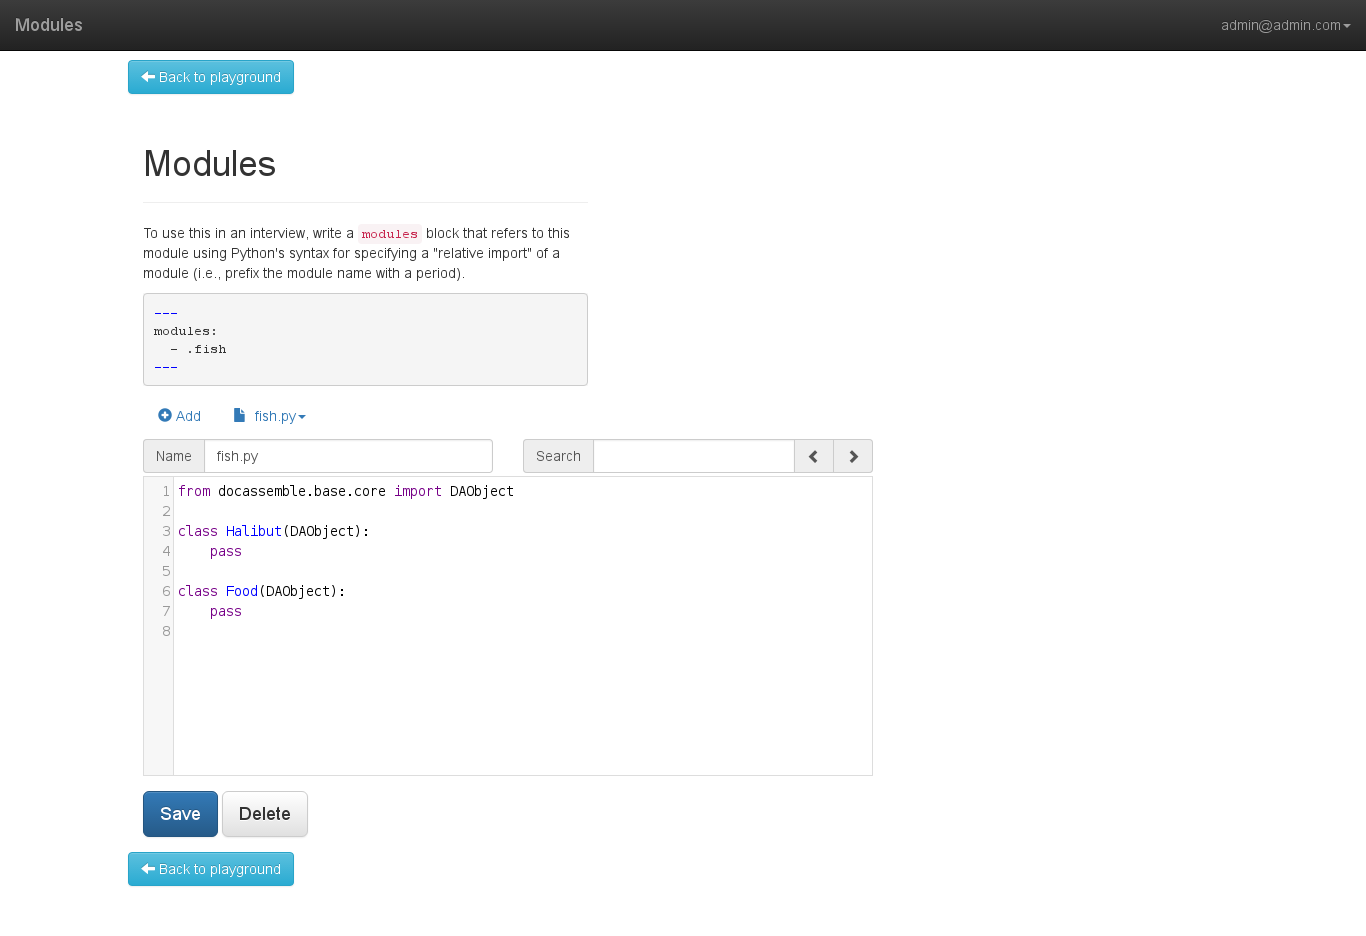 Modules
admin@admin.com
Back to playground
Modules
To use this in an interview, write a modules block that refers to this
module using Python's syntax for specifying a "relative import" of a
module (i.e., prefix the module name with a period).
---
modules:
  - .fish
---
Add fish.py
Name fish.py Search
1 from docassemble.base.core import DAObject
2
3 class Halibut(DAObject):
4     pass
5
6 class Food(DAObject):
7     pass
8
Save Delete
Back to playground